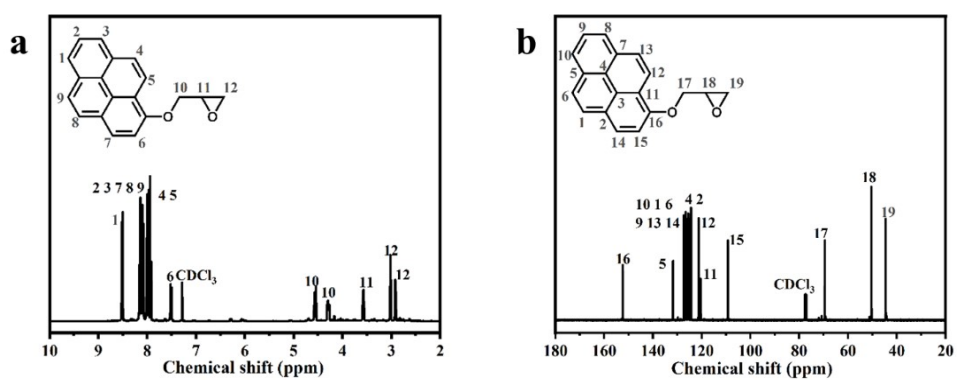 a
2 3
1 4
5
10 11 12
9
O O
8
7 6
2 3 7 8 9 4 5
1
6 CDCl3
10 10 11 12 12
10 9 8 7 6 5 4 3 2
Chemical shift (ppm)
b
9 8
10 7 13
4
5 12
17 18 19
6 11
3
O O
1 2 16
14 15
10 1 6 4 2
9 13 14 12
16 5 11 15
CDCl3
17 18 19
180 160 140 120 100 80 60 40 20
Chemical shift (ppm)